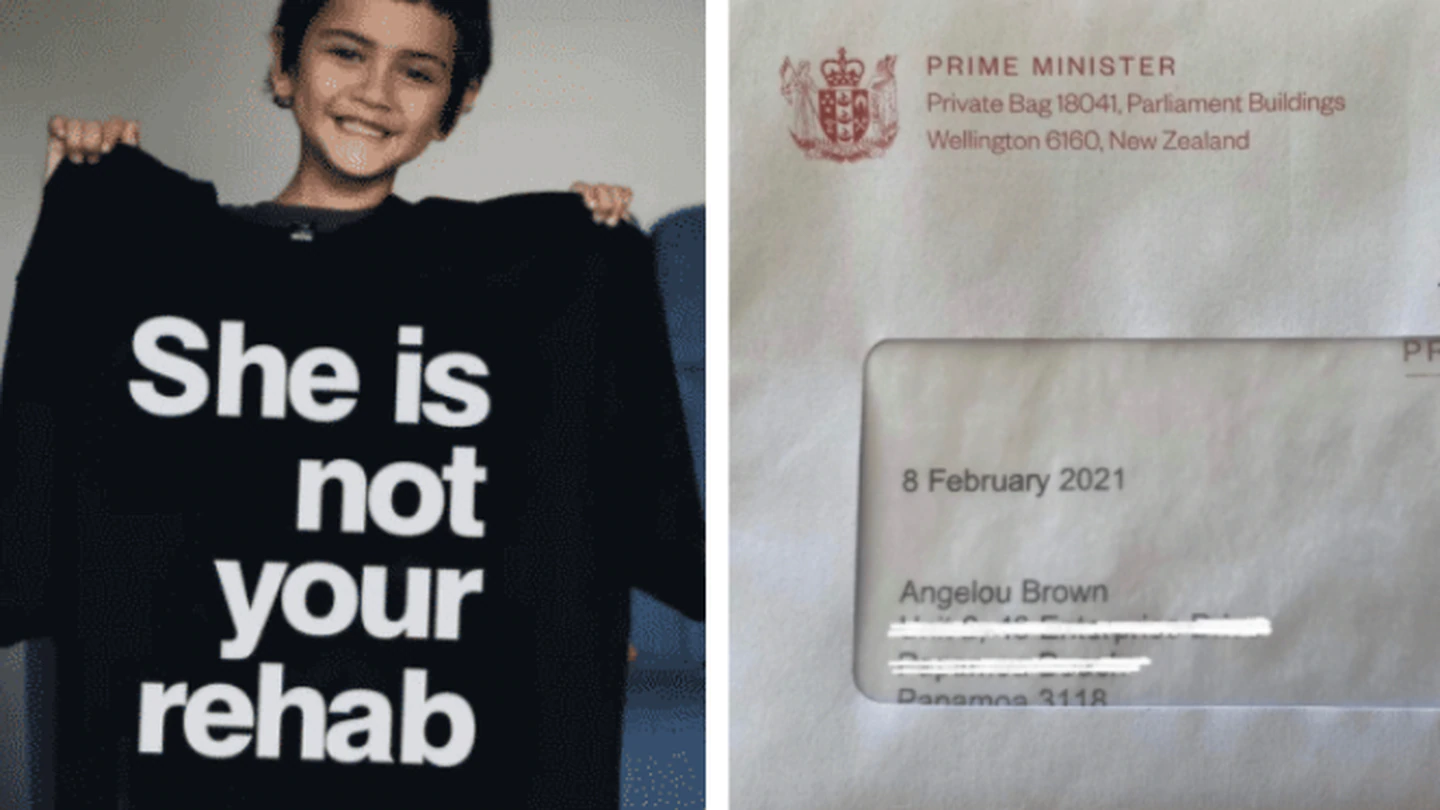 She is
not
your
rehab
PRIME MINISTER
Private Bag 18041, Parliament Buildings
Wellington 6160, New Zealand
PR
8 February 2021
Angelou Brown
Papamoa 3118